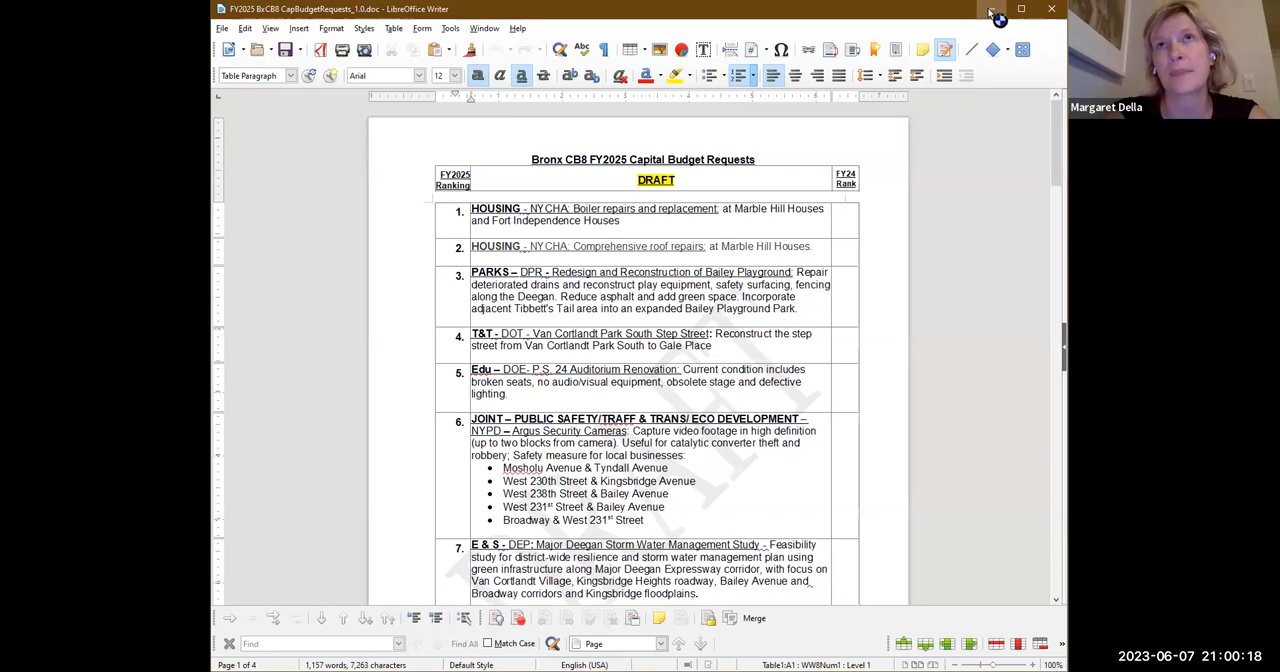 FY2025 BxCB8 CapBudgetRequests_1.0.doc - LibreOffice Writer
File Edit View Insert Format Styles Table Form Tools Window Help
Table Paragraph Arial 12
Bronx CB8 FY2025 Capital Budget Requests
FY2025 Ranking DRAFT FY24 Rank
1. HOUSING - NYCHA: Boiler repairs and replacement: at Marble Hill Houses
and Fort Independence Houses
2. HOUSING - NYCHA: Comprehensive roof repairs: at Marble Hill Houses.
3. PARKS – DPR - Redesign and Reconstruction of Bailey Playground: Repair
deteriorated drains and reconstruct play equipment, safety surfacing, fencing
along the Deegan. Reduce asphalt and add green space. Incorporate
adjacent Tibbett's Tail area into an expanded Bailey Playground Park.
4. T&T - DOT - Van Cortlandt Park South Step Street: Reconstruct the step
street from Van Cortlandt Park South to Gale Place
5. Edu – DOE- P.S. 24 Auditorium Renovation: Current condition includes
broken seats, no audio/visual equipment, obsolete stage and defective
lighting.
6. JOINT – PUBLIC SAFETY/TRAFF & TRANS/ ECO DEVELOPMENT –
NYPD – Argus Security Cameras: Capture video footage in high definition
(up to two blocks from camera). Useful for catalytic converter theft and
robbery; Safety measure for local businesses:
• Mosholu Avenue & Tyndall Avenue
• West 230th Street & Kingsbridge Avenue
• West 238th Street & Bailey Avenue
• West 231st Street & Bailey Avenue
• Broadway & West 231st Street
7. E & S - DEP: Major Deegan Storm Water Management Study - Feasibility
study for district-wide resilience and storm water management plan using
green infrastructure along Major Deegan Expressway corridor, with focus on
Van Cortlandt Village, Kingsbridge Heights roadway, Bailey Avenue and
Broadway corridors and Kingsbridge floodplains.
DRAFT
Merge
Find Find All Match Case Page
Page 1 of 4 1,157 words, 7,263 characters Default Style English (USA) Table1:A1 : WW8Num1 : Level 1 100%
Margaret Della
2023-06-07 21:00:18